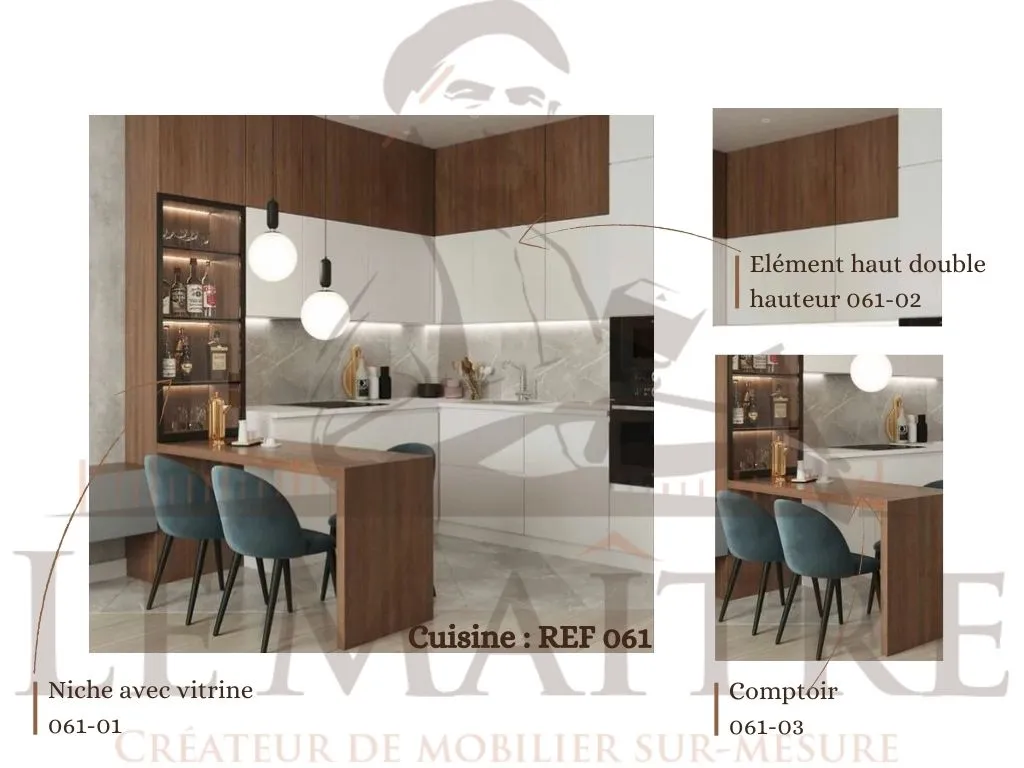 Elément haut double
hauteur 061-02
Cuisine : REF 061
Niche avec vitrine
061-01
Comptoir
061-03
LEMAÎTRE
CRÉATEUR DE MOBILIER SUR-MESURE